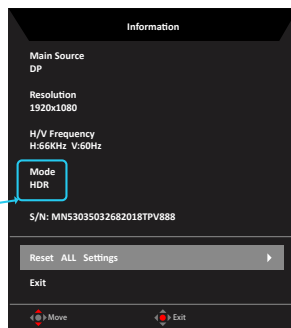 Information
Main Source
DP
Resolution
1920x1080
H/V Frequency
H:66KHz V:60Hz
Mode
HDR
S/N: MN53035032682018TPV888
Reset ALL Settings
Exit
Move Exit